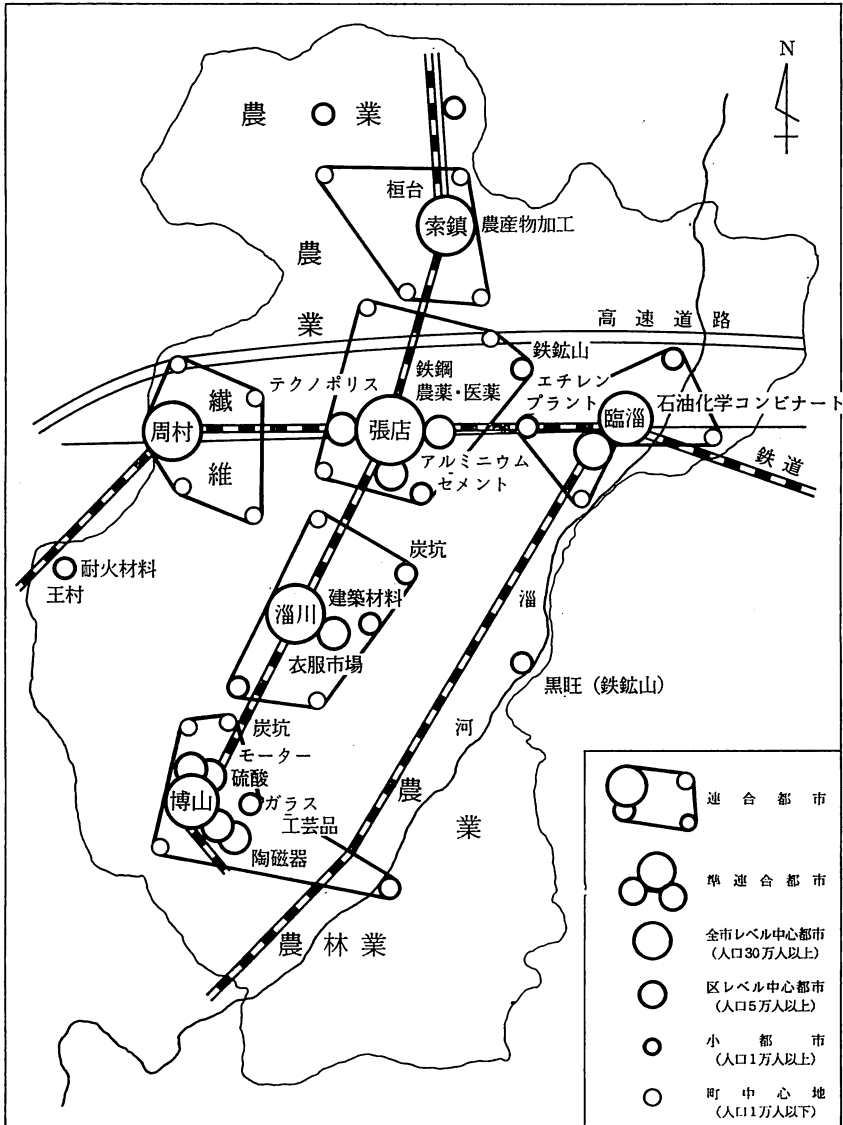 N
農業
桓台
索鎮
農産物加工
農
業
高速道路
鉄鉱山
鉄鋼
農薬・医薬
テクノポリス
エチレン
プラント
繊
維
周村
張店
臨淄
石油化学コンビナート
アルミニウム
セメント
鉄道
炭坑
耐火材料
王村
建築材料
淄川
衣服市場
淄
河
黒旺（鉄鉱山）
炭坑
モーター
硫酸
博山
ガラス
工芸品
陶磁器
農
業
農林業
連合都市
準連合都市
全市レベル中心都市
（人口30万人以上）
区レベル中心都市
（人口5万人以上）
小都市
（人口1万人以上）
町中心地
（人口1万人以下）